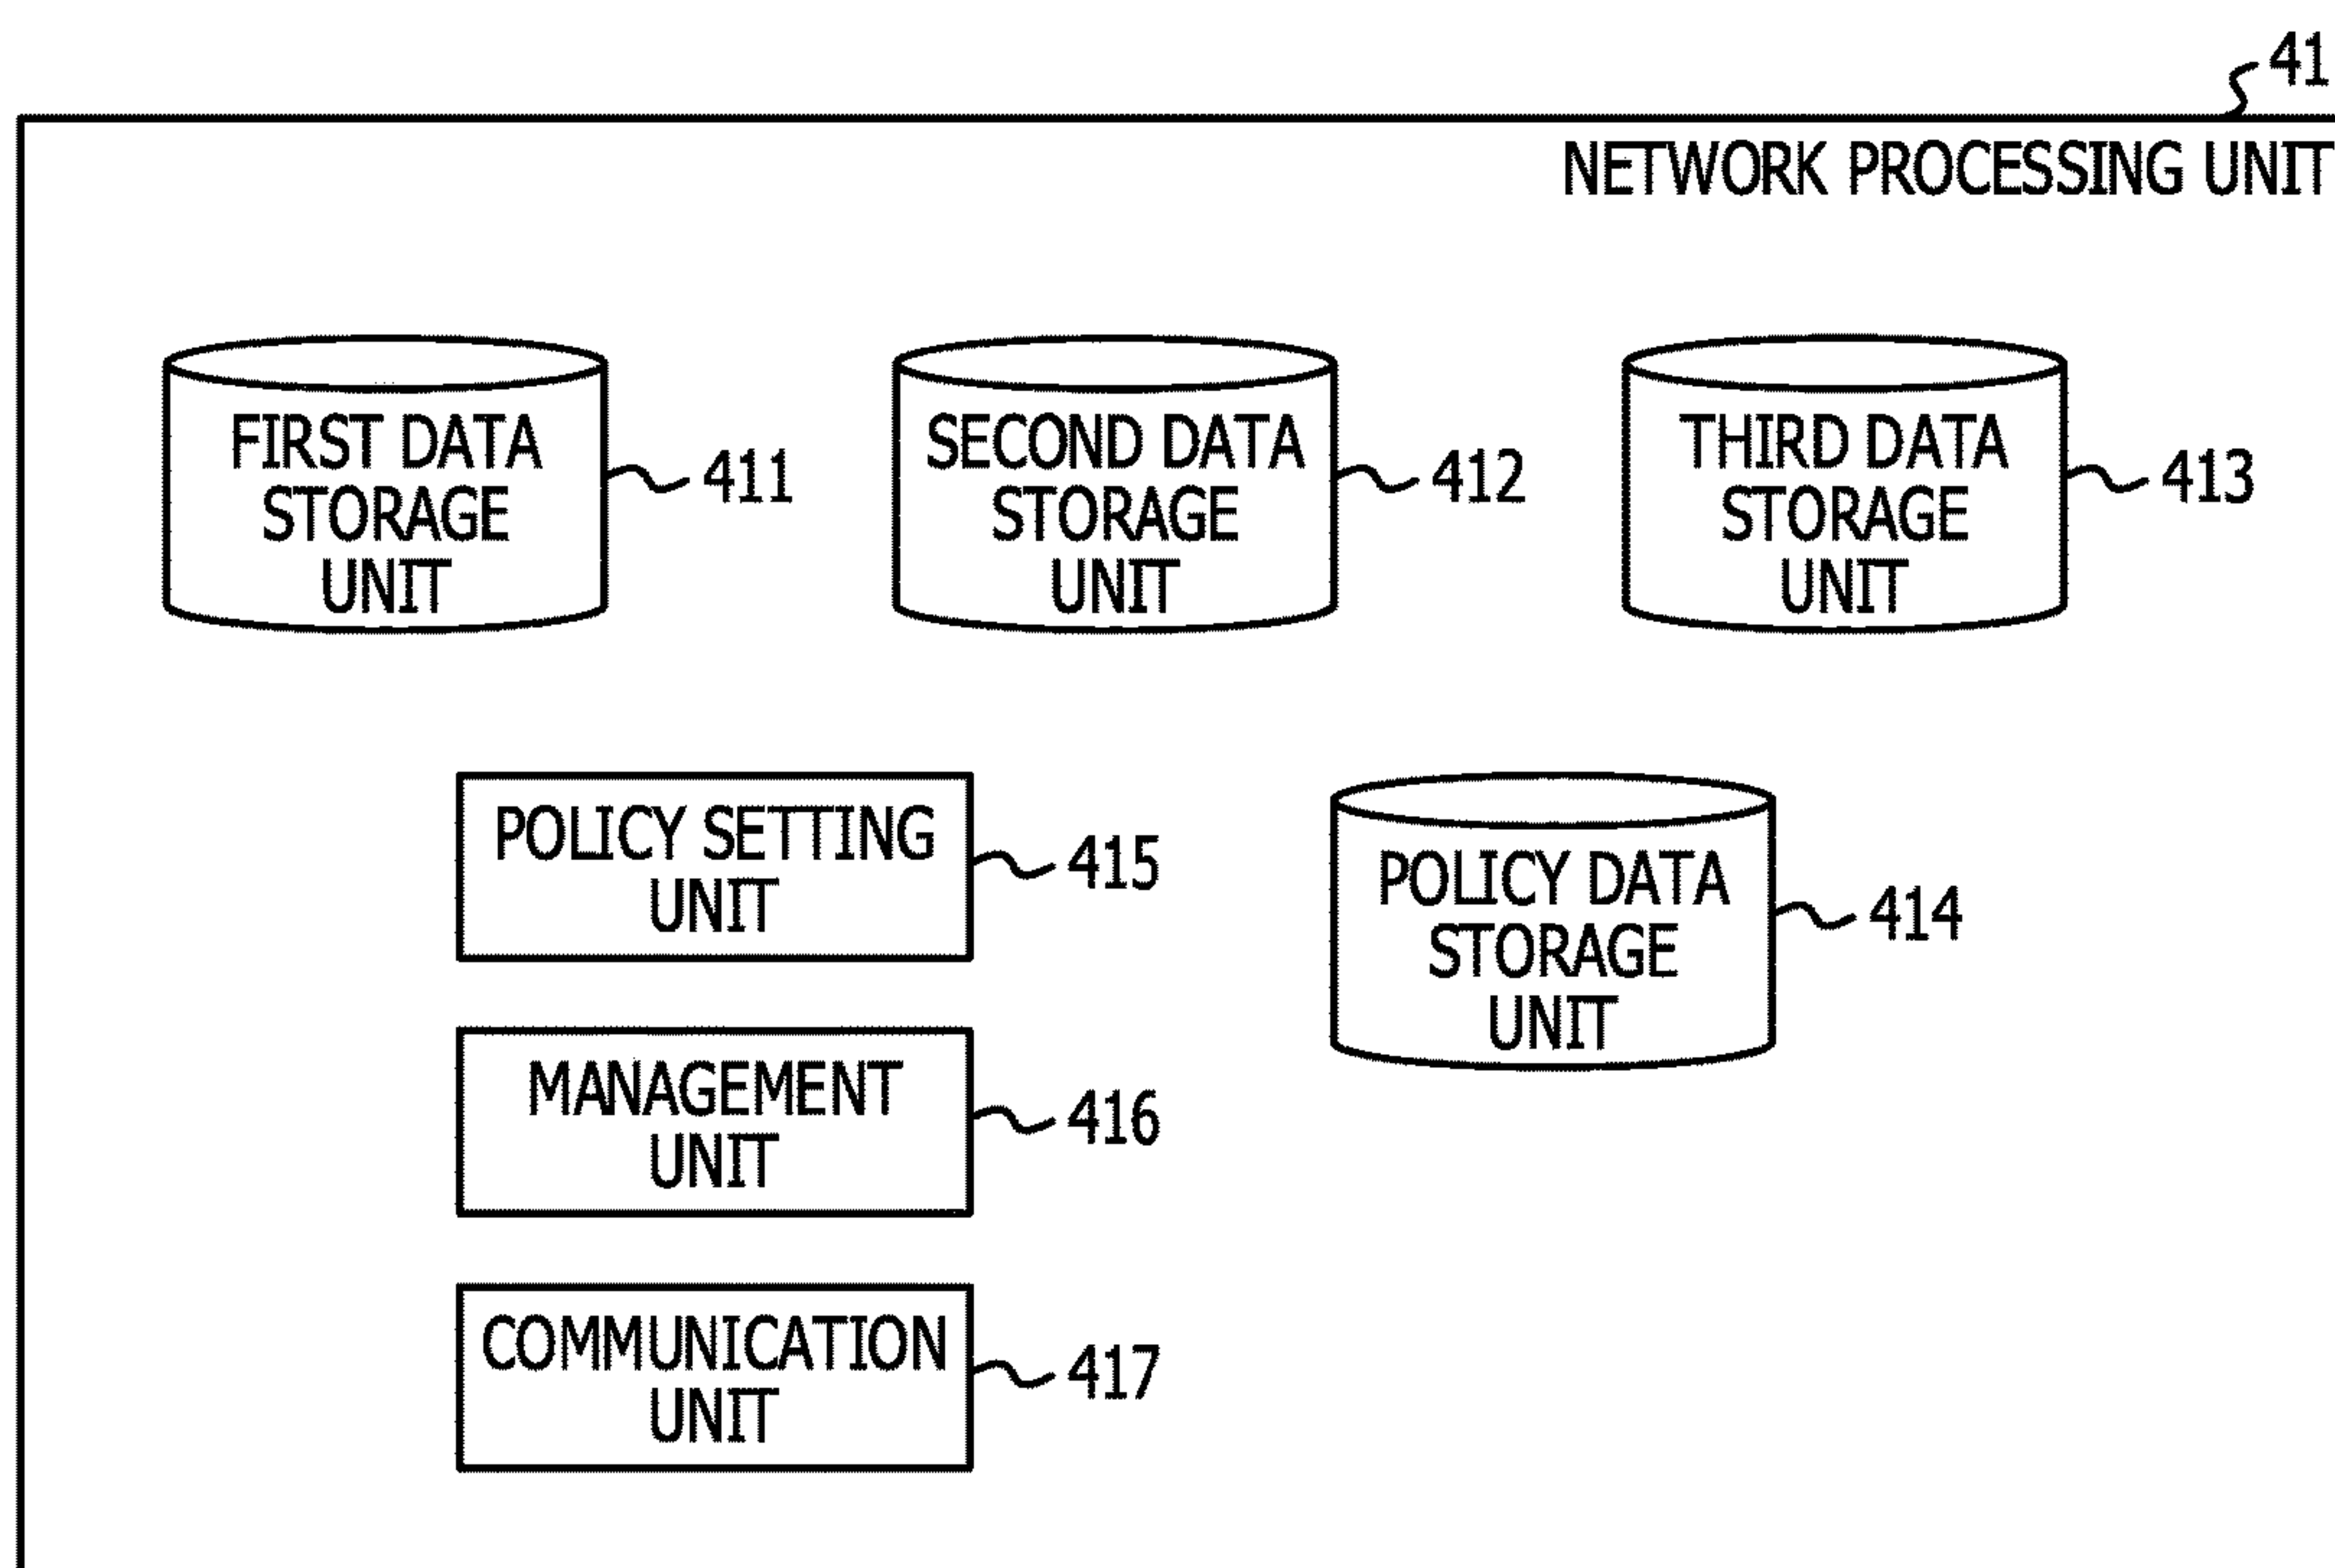 41
NETWORK PROCESSING UNIT
FIRST DATA
STORAGE
UNIT
411
SECOND DATA
STORAGE
UNIT
412
THIRD DATA
STORAGE
UNIT
413
POLICY SETTING
UNIT
415
POLICY DATA
STORAGE
UNIT
414
MANAGEMENT
UNIT
416
COMMUNICATION
UNIT
417